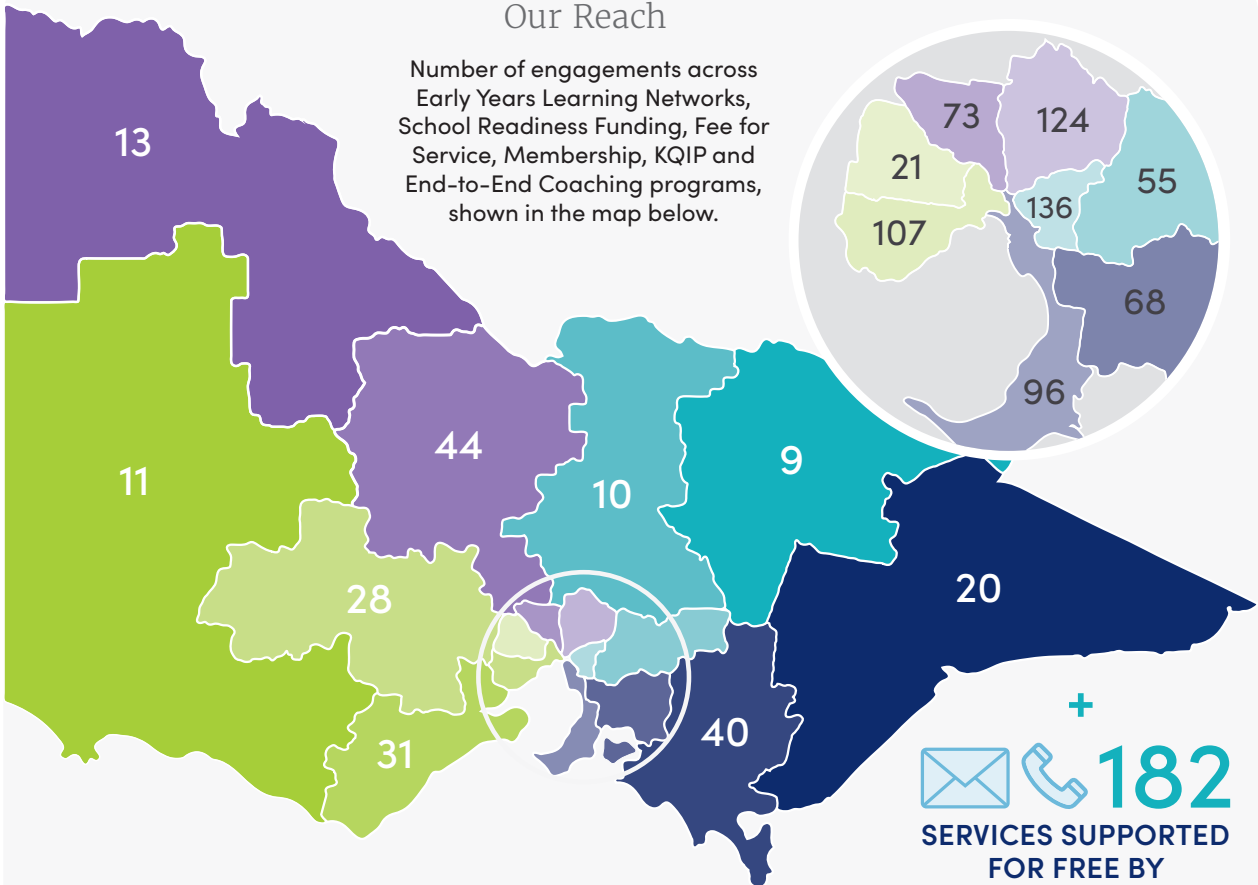 Our Reach
Number of engagements across
Early Years Learning Networks,
School Readiness Funding, Fee for
Service, Membership, KQIP and
End-to-End Coaching programs,
shown in the map below.
13
73
124
21
55
136
107
68
96
44
11
10
9
28
20
31
40
+
182
SERVICES SUPPORTED
FOR FREE BY